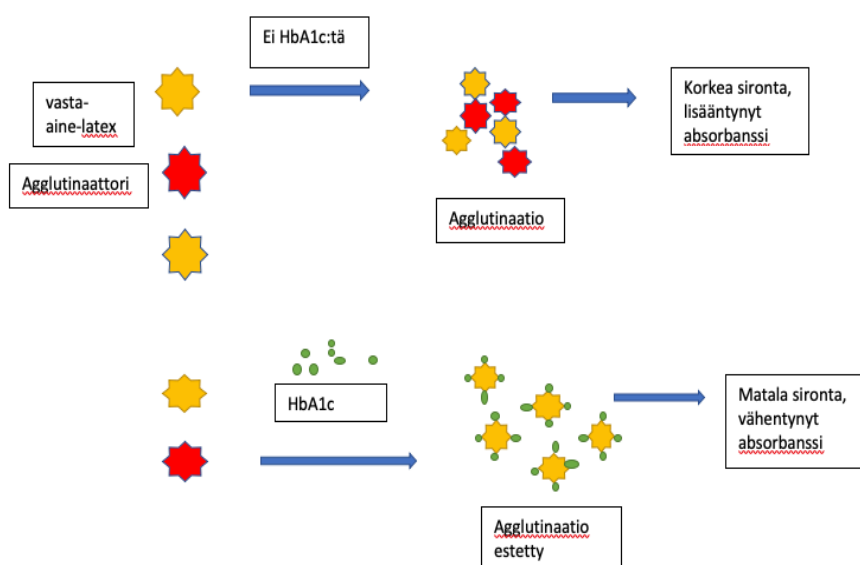 Ei HbA1c:tä
vasta-
aine-latex
Agglutinaattori
Agglutinaatio
Korkea sironta,
lisääntynyt
absorbanssi
HbA1c
Agglutinaatio
estetty
Matala sironta,
vähentynyt
absorbanssi